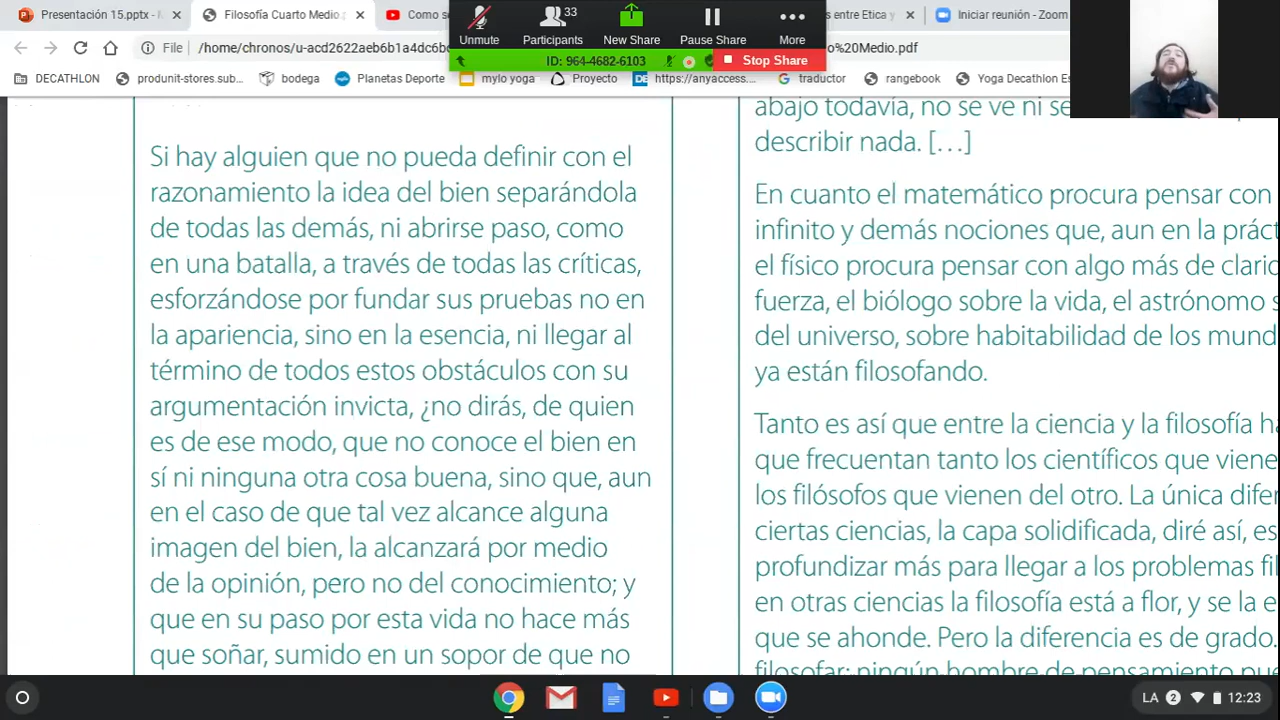 Presentación 15.pptx -
Filosofía Cuarto Medio.
Como s
entre Etica y
Iniciar reunión - Zoom
Unmute
33
Participants
New Share
Pause Share
More
ID: 964-4682-6103
Stop Share
File
/home/chronos/u-acd2622aeb6b1a4dc6b
o%20Medio.pdf
DECATHLON
produnit-stores.sub...
bodega
Planetas Deporte
mylo yoga
Proyecto
https://anyaccess.
traductor
rangebook
Yoga Decathlon Es
Si hay alguien que no pueda definir con el
razonamiento la idea del bien separándola
de todas las demás, ni abrirse paso, como
en una batalla, a través de todas las críticas,
esforzándose por fundar sus pruebas no en
la apariencia, sino en la esencia, ni llegar al
término de todos estos obstáculos con su
argumentación invicta, ¿no dirás, de quien
es de ese modo, que no conoce el bien en
sí ni ninguna otra cosa buena, sino que, aun
en el caso de que tal vez alcance alguna
imagen del bien, la alcanzará por medio
de la opinión, pero no del conocimiento; y
que en su paso por esta vida no hace más
que soñar, sumido en un sopor de que no
abajo todavía, no se ve ni se
describir nada. […]
En cuanto el matemático procura pensar con
infinito y demás nociones que, aun en la práct
el físico procura pensar con algo más de clarid
fuerza, el biólogo sobre la vida, el astrónomo s
del universo, sobre habitabilidad de los mund
ya están filosofando.
Tanto es así que entre la ciencia y la filosofía ha
que frecuentan tanto los científicos que viene
los filósofos que vienen del otro. La única difer
ciertas ciencias, la capa solidificada, diré así, es
profundizar más para llegar a los problemas fil
en otras ciencias la filosofía está a flor, y se la e
que se ahonde. Pero la diferencia es de grado.
filosofar; ningún hombre de pensamiento pue
LA
2
12:23